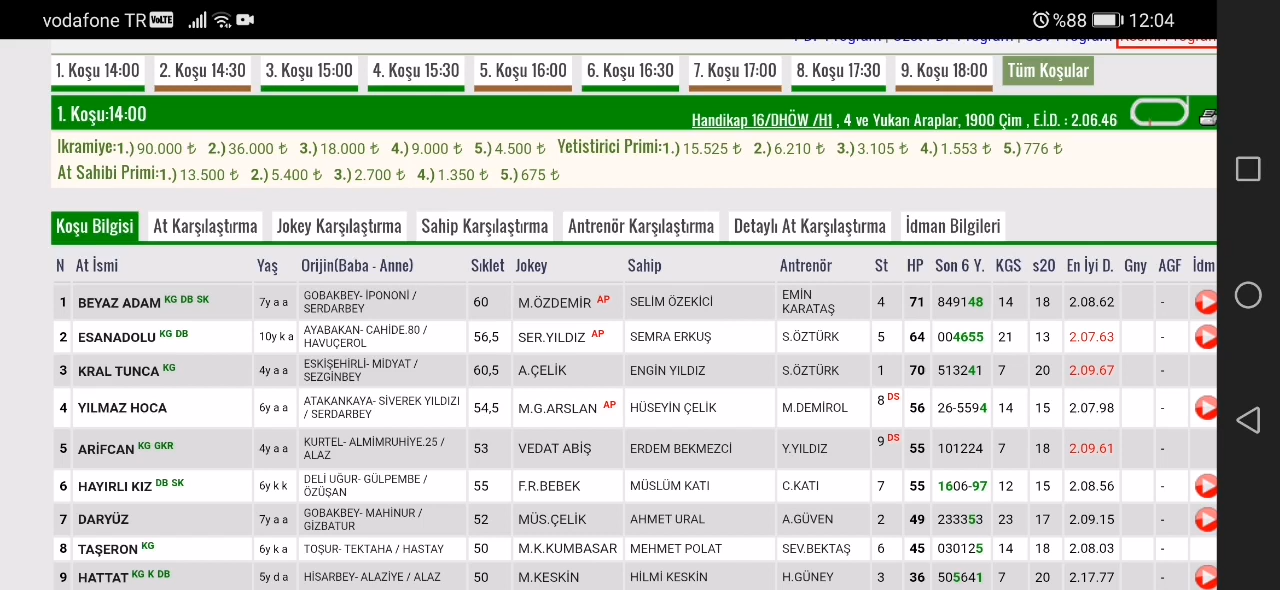 vodafone TR VoLTE %88 12:04
1. Koşu 14:00 2. Koşu 14:30 3. Koşu 15:00 4. Koşu 15:30 5. Koşu 16:00 6. Koşu 16:30 7. Koşu 17:00 8. Koşu 17:30 9. Koşu 18:00 Tüm Koşular
1. Koşu:14:00 Handikap 16/DHÖW /H1 , 4 ve Yukarı Araplar, 1900 Çim , E.İ.D. : 2.06.46
Ikramiye:1.) 90.000 ₺ 2.) 36.000 ₺ 3.) 18.000 ₺ 4.) 9.000 ₺ 5.) 4.500 ₺ Yetistirici Primi:1.) 15.525 ₺ 2.) 6.210 ₺ 3.) 3.105 ₺ 4.) 1.553 ₺ 5.) 776 ₺
At Sahibi Primi:1.) 13.500 ₺ 2.) 5.400 ₺ 3.) 2.700 ₺ 4.) 1.350 ₺ 5.) 675 ₺
Koşu Bilgisi At Karşılaştırma Jokey Karşılaştırma Sahip Karşılaştırma Antrenör Karşılaştırma Detaylı At Karşılaştırma İdman Bilgileri
N At İsmi Yaş Orijin(Baba - Anne) Sıklet Jokey Sahip Antrenör St HP Son 6 Y. KGS s20 En İyi D. Gny AGF İdm
1 BEYAZ ADAM KG DB SK 7y a a GOBAKBEY- İPONONİ / SERDARBEY 60 M.ÖZDEMİR AP SELİM ÖZEKİCİ EMİN KARATAŞ 4 71 849148 14 18 2.08.62 -
2 ESANADOLU KG DB 10y k a AYABAKAN- CAHİDE.80 / HAVUÇEROL 56,5 SER.YILDIZ AP SEMRA ERKUŞ S.ÖZTÜRK 5 64 004655 21 13 2.07.63 -
3 KRAL TUNCA KG 4y a a ESKİŞEHİRLİ- MİDYAT / SEZGİNBEY 60,5 A.ÇELİK ENGİN YILDIZ S.ÖZTÜRK 1 70 513241 7 20 2.09.67 -
4 YILMAZ HOCA 6y a a ATAKANKAYA- SİVEREK YILDIZI / SERDARBEY 54,5 M.G.ARSLAN AP HÜSEYİN ÇELİK M.DEMİROL 8 DS 56 26-5594 14 15 2.07.98 -
5 ARİFCAN KG GKR 4y a a KURTEL- ALMİMRUHİYE.25 / ALAZ 53 VEDAT ABİŞ ERDEM BEKMEZCİ Y.YILDIZ 9 DS 55 101224 7 18 2.09.61 -
6 HAYIRLI KIZ DB SK 6y k k DELİ UĞUR- GÜLPEMBE / ÖZÜŞAN 55 F.R.BEBEK MÜSLÜM KATI C.KATI 7 55 1606-97 12 15 2.08.56 -
7 DARYÜZ 7y a a GOBAKBEY- MAHİNUR / GİZBATUR 52 MÜS.ÇELİK AHMET URAL A.GÜVEN 2 49 233353 23 17 2.09.15 -
8 TAŞERON KG 6y k a TOŞUR- TEKTAHA / HASTAY 50 M.K.KUMBASAR MEHMET POLAT SEV.BEKTAŞ 6 45 030125 14 18 2.08.03 -
9 HATTAT KG K DB 5y d a HİSARBEY- ALAZİYE / ALAZ 50 M.KESKİN HİLMİ KESKİN H.GÜNEY 3 36 505641 7 20 2.17.77 -